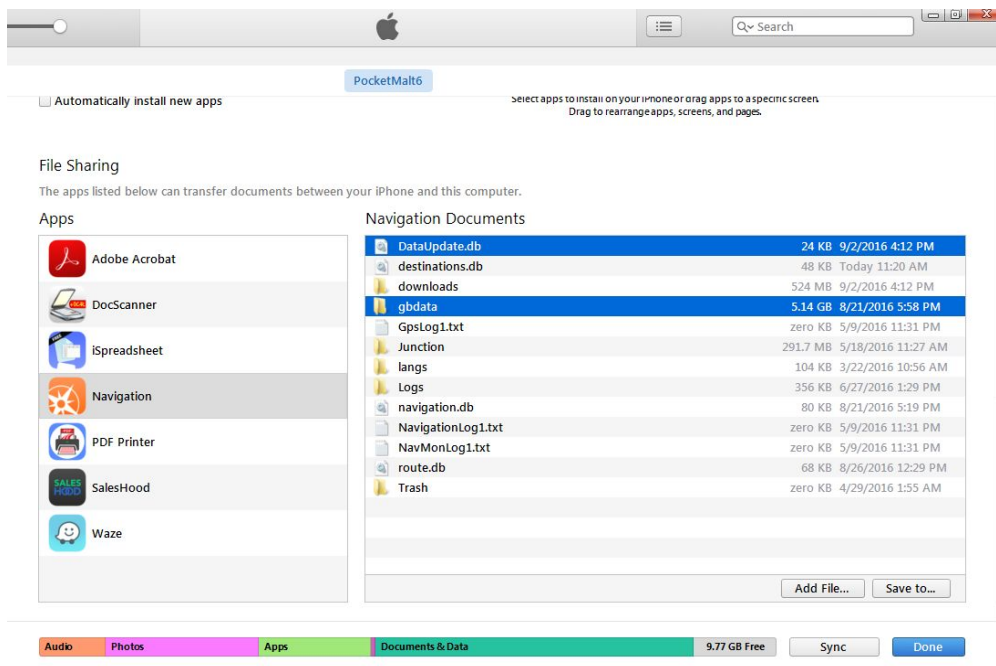 Search
PocketMalt6
Automatically install new apps
Select apps to install on your iPhone or drag apps to a specific screen.
Drag to rearrange apps, screens, and pages.
File Sharing
The apps listed below can transfer documents between your iPhone and this computer.
Apps
Adobe Acrobat
DocScanner
iSpreadsheet
Navigation
PDF Printer
SALES HOOD SalesHood
Waze
Navigation Documents
DataUpdate.db 24 KB 9/2/2016 4:12 PM
destinations.db 48 KB Today 11:20 AM
downloads 524 MB 9/2/2016 4:12 PM
gbdata 5.14 GB 8/21/2016 5:58 PM
GpsLog1.txt zero KB 5/9/2016 11:31 PM
Junction 291.7 MB 5/18/2016 11:27 AM
langs 104 KB 3/22/2016 10:56 AM
Logs 356 KB 6/27/2016 1:29 PM
navigation.db 80 KB 8/21/2016 5:19 PM
NavigationLog1.txt zero KB 5/9/2016 11:31 PM
NavMonLog1.txt zero KB 5/9/2016 11:31 PM
route.db 68 KB 8/26/2016 12:29 PM
Trash zero KB 4/29/2016 1:55 AM
Add File... Save to...
Audio Photos Apps Documents & Data 9.77 GB Free Sync Done